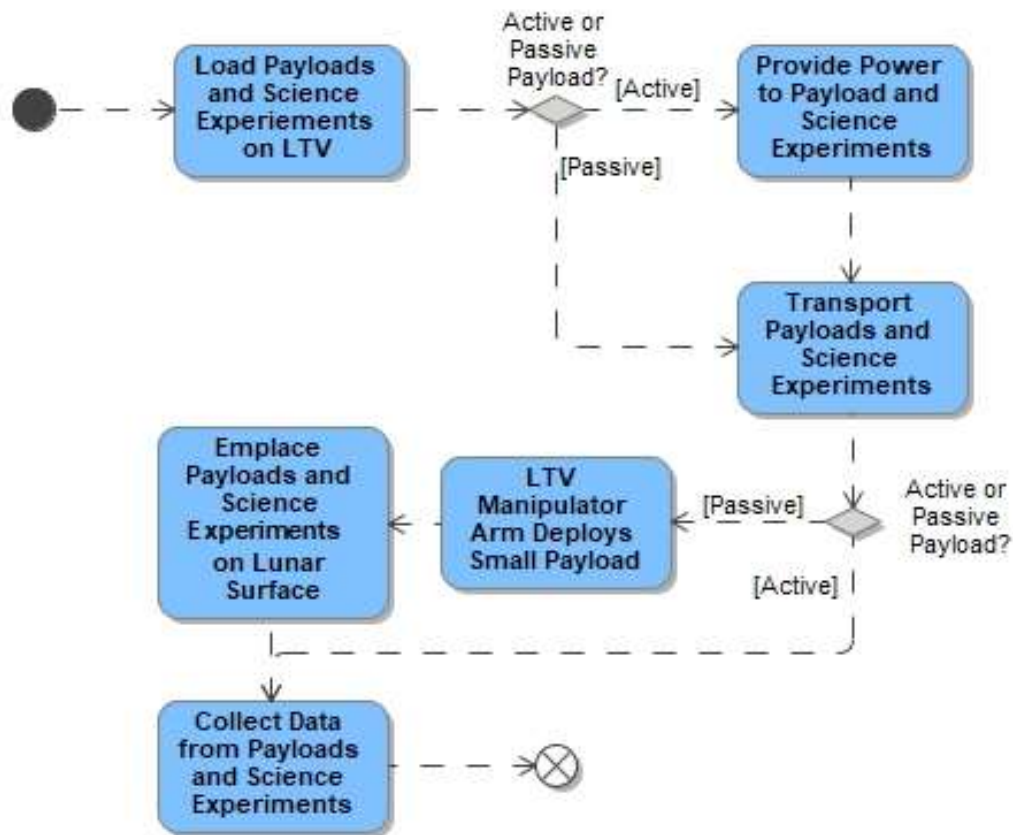 Load Payloads
and Science
Experiements
on LTV
Active or
Passive
Payload?
[Active]
[Passive]
Provide Power
to Payload and
Science
Experiments
Transport
Payloads and
Science
Experiments
Active or
Passive
Payload?
[Passive]
[Active]
LTV
Manipulator
Arm Deploys
Small Payload
Emplace
Payloads and
Science
Experiments
on Lunar
Surface
Collect Data
from Payloads
and Science
Experiments